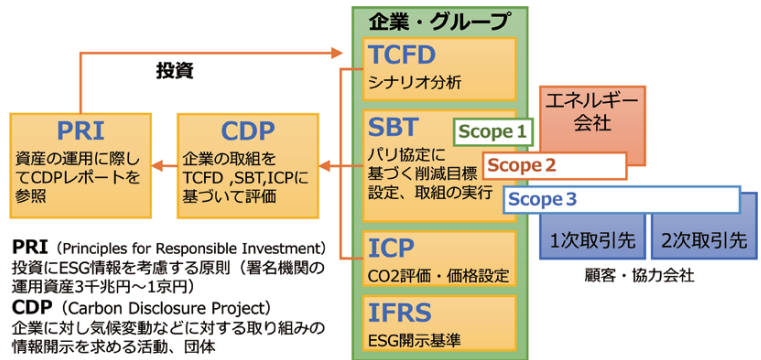 企業・グループ
投資
TCFD
シナリオ分析
PRI
資産の運用に際し
てCDPレポートを
参照
CDP
企業の取組を
TCFD ,SBT,ICPに
基づいて評価
SBT
パリ協定に
基づく削減目標
設定、取組の実行
Scope 1
エネルギー
会社
Scope 2
Scope 3
1次取引先
2次取引先
顧客・協力会社
ICP
CO2評価・価格設定
IFRS
ESG開示基準
PRI（Principles for Responsible Investment）
投資にESG情報を考慮する原則（署名機関の
運用資産3千兆円～1京円）
CDP（Carbon Disclosure Project）
企業に対し気候変動などに対する取り組みの
情報開示を求める活動、団体